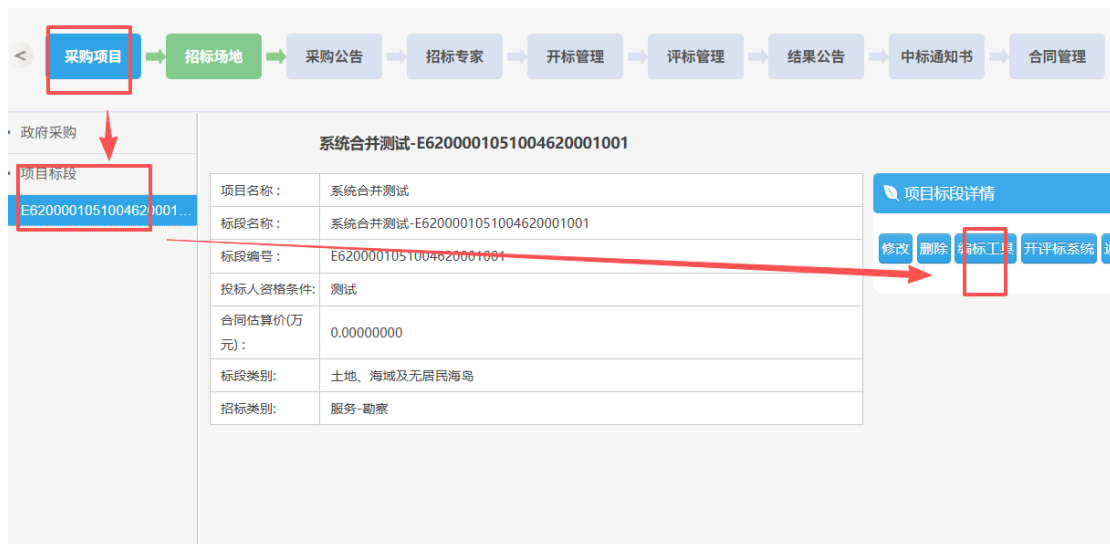 < 采购项目 招标场地 采购公告 招标专家 开标管理 评标管理 结果公告 中标通知书 合同管理
政府采购
项目标段
E6200001051004620001...
系统合并测试-E6200001051004620001001
项目名称： 系统合并测试
标段名称： 系统合并测试-E6200001051004620001001
标段编号： E6200001051004620001001
投标人资格条件: 测试
合同估算价(万
元)： 0.00000000
标段类别: 土地、海域及无居民海岛
招标类别: 服务-勘察
项目标段详情
修改 删除 编标工具 开评标系统